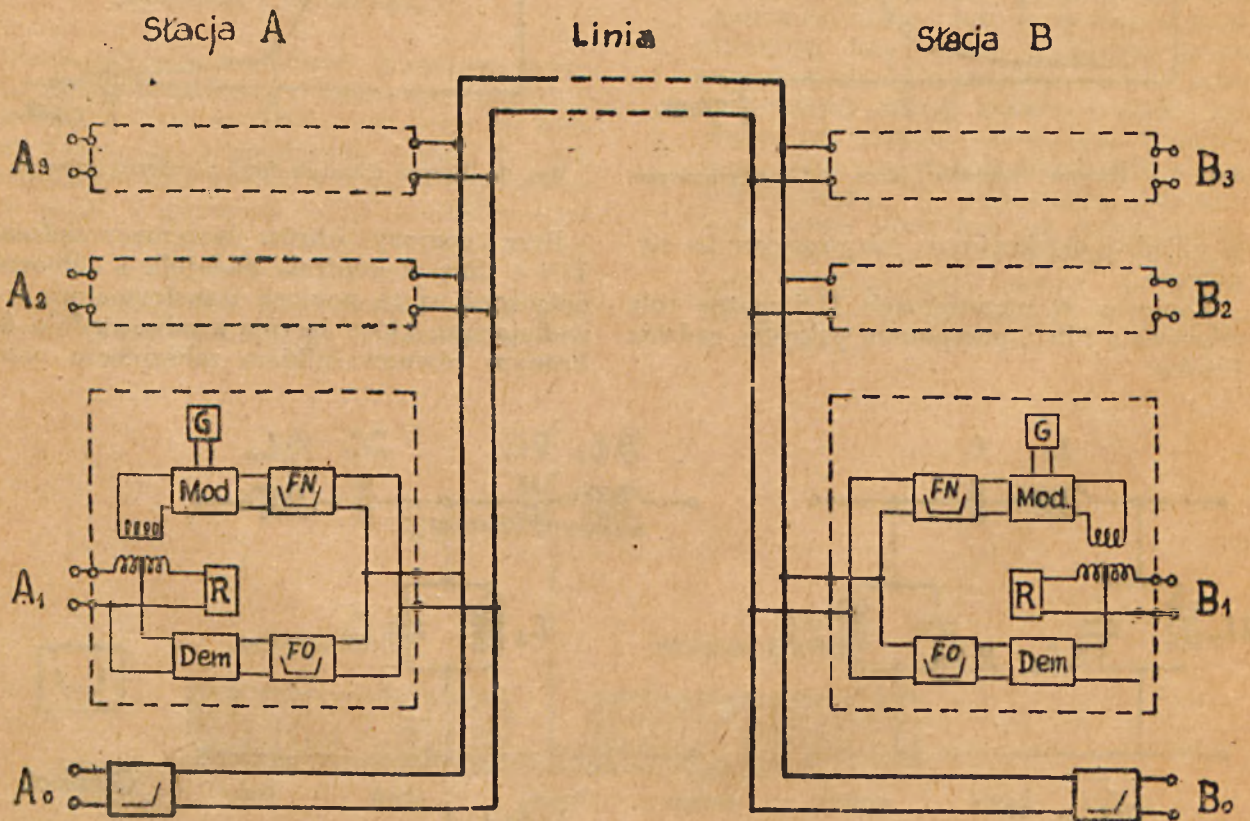 Stacja A
Linia
Stacja B
A₃
B₃
A₂
B₂
G
G
Mod
FN
FN
Mod.
A₁
R
R
B₁
Dem
FO
FO
Dem
A₀
B₀